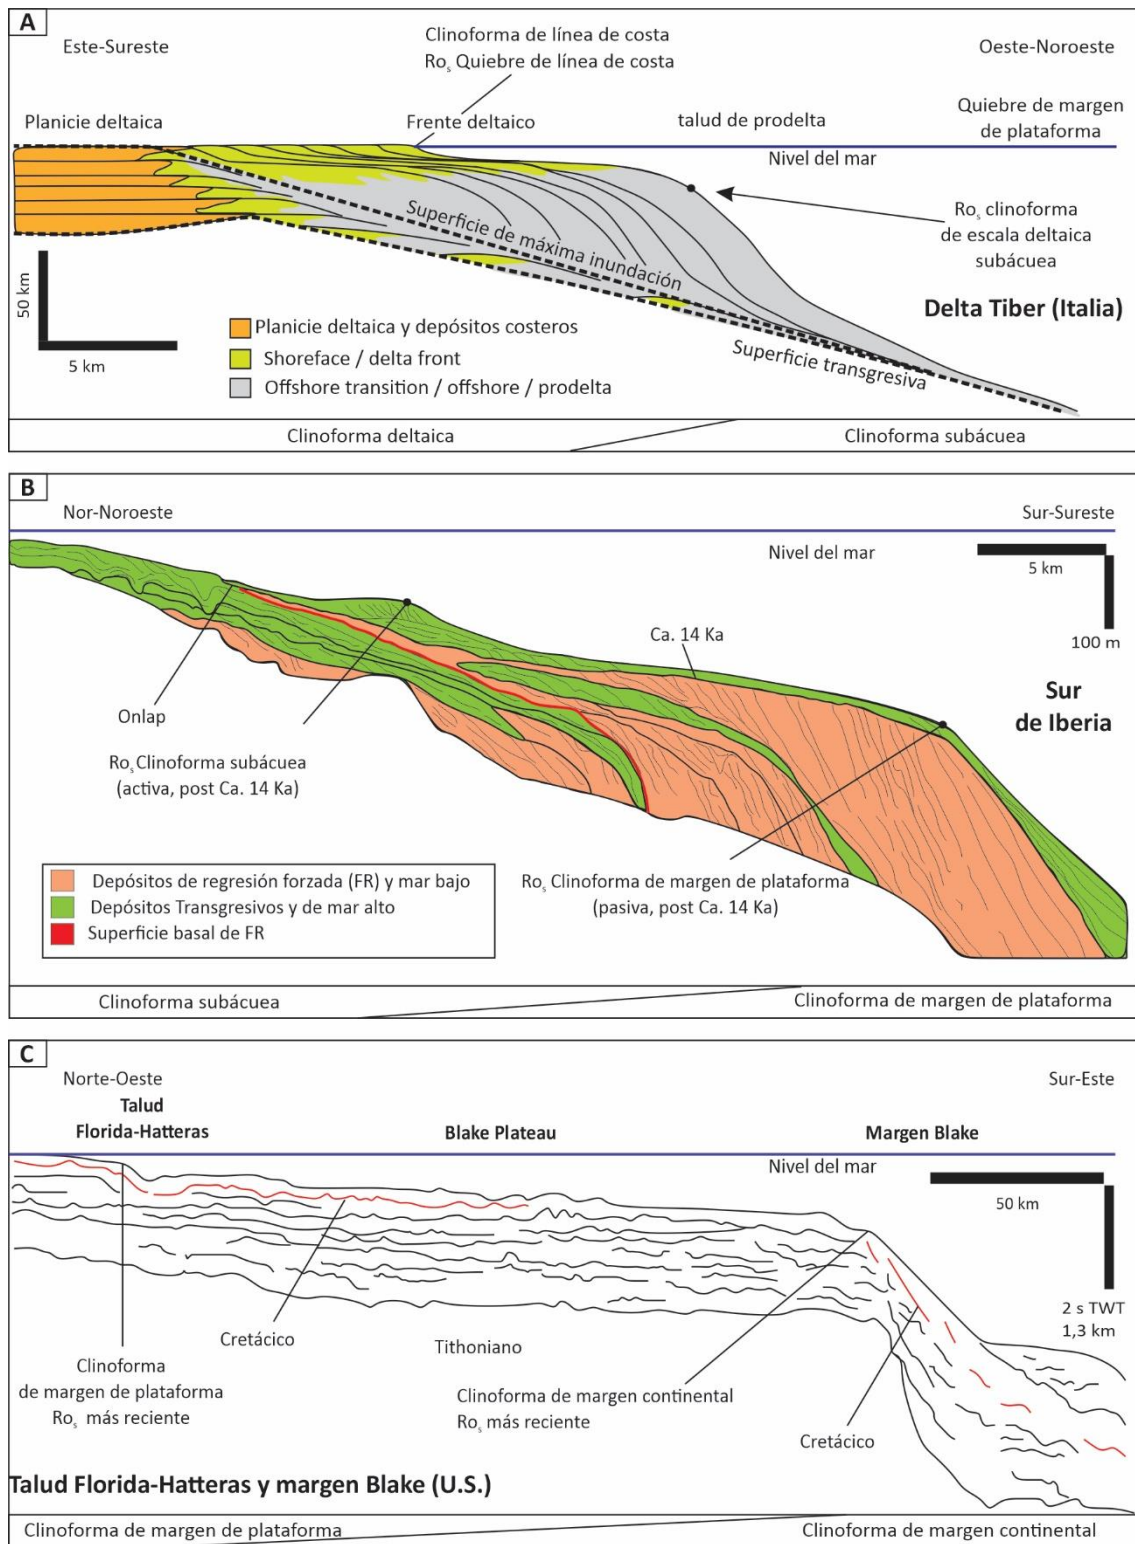 A
Este-Sureste
Clinoforma de línea de costa
Ro_s Quiebre de línea de costa
Oeste-Noroeste
Planicie deltaica
Frente deltaico
talud de prodelta
Quiebre de margen
de plataforma
Nivel del mar
Superficie de máxima inundación
Ro_s clinoforma
de escala deltaica
subácuea
50 km
5 km
Delta Tiber (Italia)
Planicie deltaica y depósitos costeros
Shoreface / delta front
Offshore transition / offshore / prodelta
Superficie transgresiva
Clinoforma deltaica
Clinoforma subácuea
B
Nor-Noroeste
Sur-Sureste
Nivel del mar
5 km
100 m
Ca. 14 Ka
Sur
de Iberia
Onlap
Ro_s Clinoforma subácuea
(activa, post Ca. 14 Ka)
Ro_s Clinoforma de margen de plataforma
(pasiva, post Ca. 14 Ka)
Depósitos de regresión forzada (FR) y mar bajo
Depósitos Transgresivos y de mar alto
Superficie basal de FR
Clinoforma subácuea
Clinoforma de margen de plataforma
C
Norte-Oeste
Sur-Este
Talud
Florida-Hatteras
Blake Plateau
Margen Blake
Nivel del mar
50 km
2 s TWT
1,3 km
Cretácico
Tithoniano
Clinoforma
de margen de plataforma
Ro_s más reciente
Clinoforma de margen continental
Ro_s más reciente
Cretácico
Talud Florida-Hatteras y margen Blake (U.S.)
Clinoforma de margen de plataforma
Clinoforma de margen continental